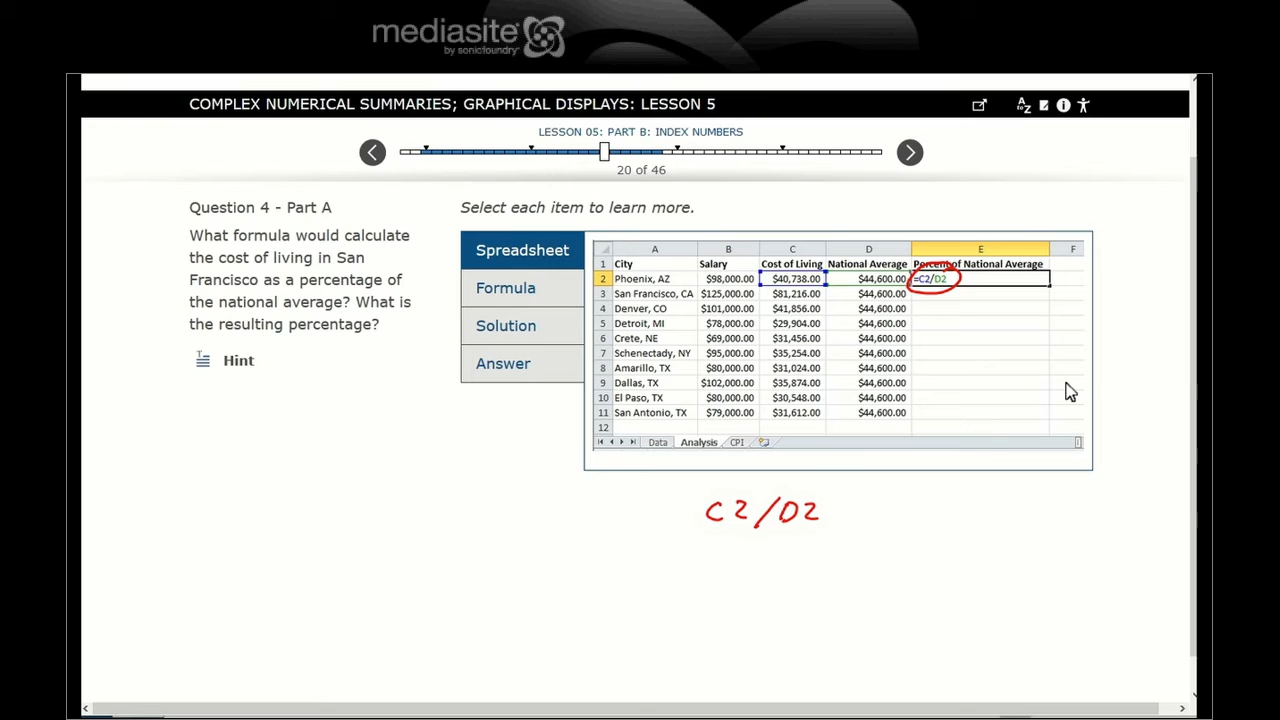 mediasite
by sonicfoundry
COMPLEX NUMERICAL SUMMARIES; GRAPHICAL DISPLAYS: LESSON 5
A to Z
LESSON 05: PART B: INDEX NUMBERS
20 of 46
Question 4 - Part A
What formula would calculate
the cost of living in San
Francisco as a percentage of
the national average? What is
the resulting percentage?
Hint
Select each item to learn more.
Spreadsheet
Formula
Solution
Answer
A B C D E F
1 City Salary Cost of Living National Average Percent of National Average
2 Phoenix, AZ $98,000.00 $40,738.00 $44,600.00 =C2/D2
3 San Francisco, CA $125,000.00 $81,216.00 $44,600.00
4 Denver, CO $101,000.00 $41,856.00 $44,600.00
5 Detroit, MI $78,000.00 $29,904.00 $44,600.00
6 Crete, NE $69,000.00 $31,456.00 $44,600.00
7 Schenectady, NY $95,000.00 $35,254.00 $44,600.00
8 Amarillo, TX $80,000.00 $31,024.00 $44,600.00
9 Dallas, TX $102,000.00 $35,874.00 $44,600.00
10 El Paso, TX $80,000.00 $30,548.00 $44,600.00
11 San Antonio, TX $79,000.00 $31,612.00 $44,600.00
12
Data Analysis CPI
C2/D2